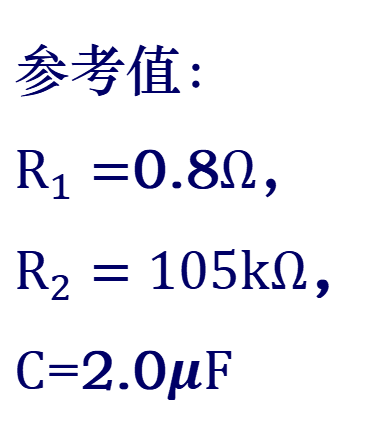 参考值：
R₁ =0.8Ω，
R₂ = 105kΩ，
C=2.0μF